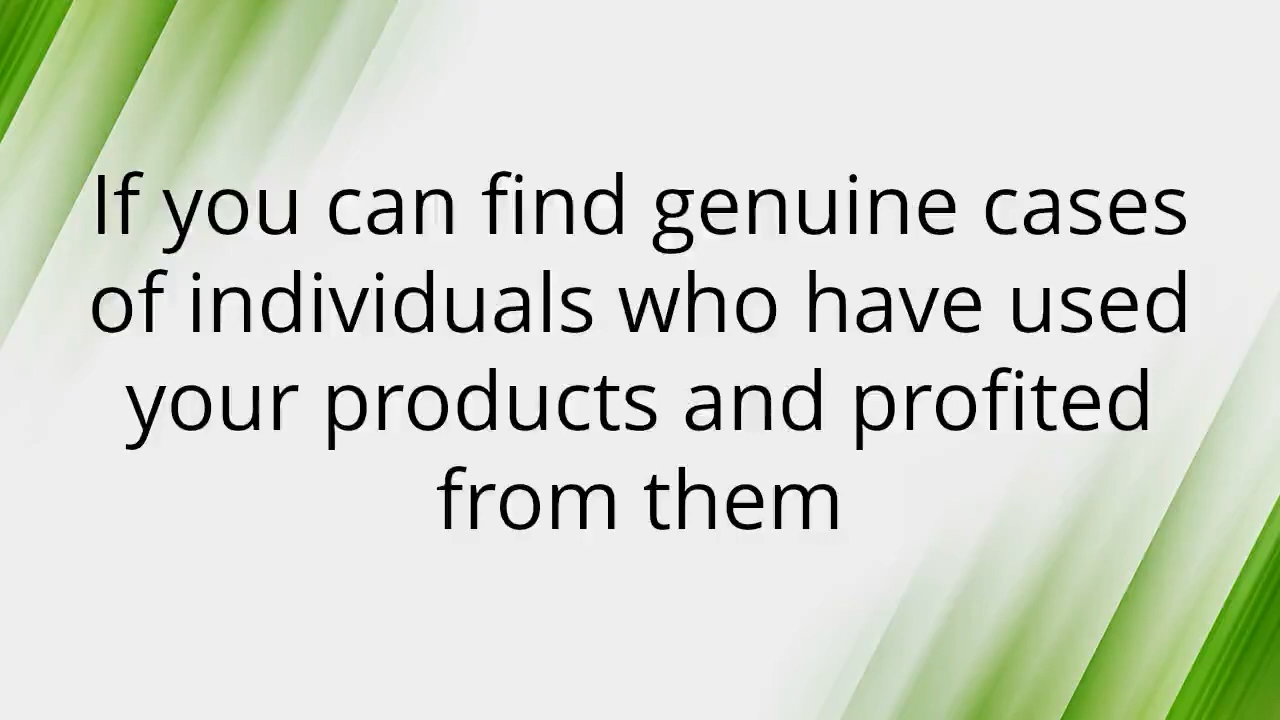 If you can find genuine cases
of individuals who have used
your products and profited
from them